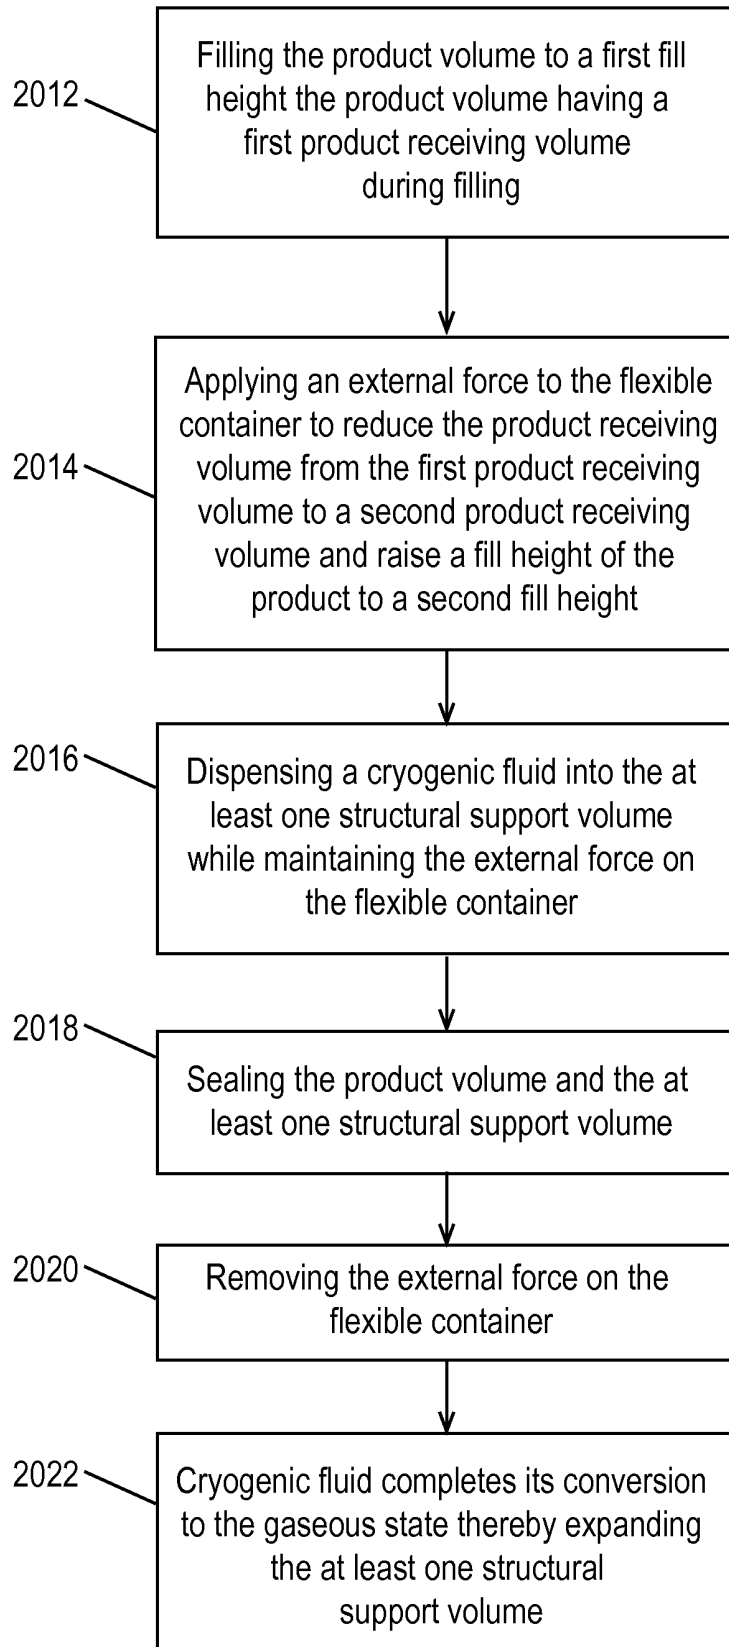 2012
Filling the product volume to a first fill
height the product volume having a
first product receiving volume
during filling
2014
Applying an external force to the flexible
container to reduce the product receiving
volume from the first product receiving
volume to a second product receiving
volume and raise a fill height of the
product to a second fill height
2016
Dispensing a cryogenic fluid into the at
least one structural support volume
while maintaining the external force on
the flexible container
2018
Sealing the product volume and the at
least one structural support volume
2020
Removing the external force on the
flexible container
2022
Cryogenic fluid completes its conversion
to the gaseous state thereby expanding
the at least one structural
support volume